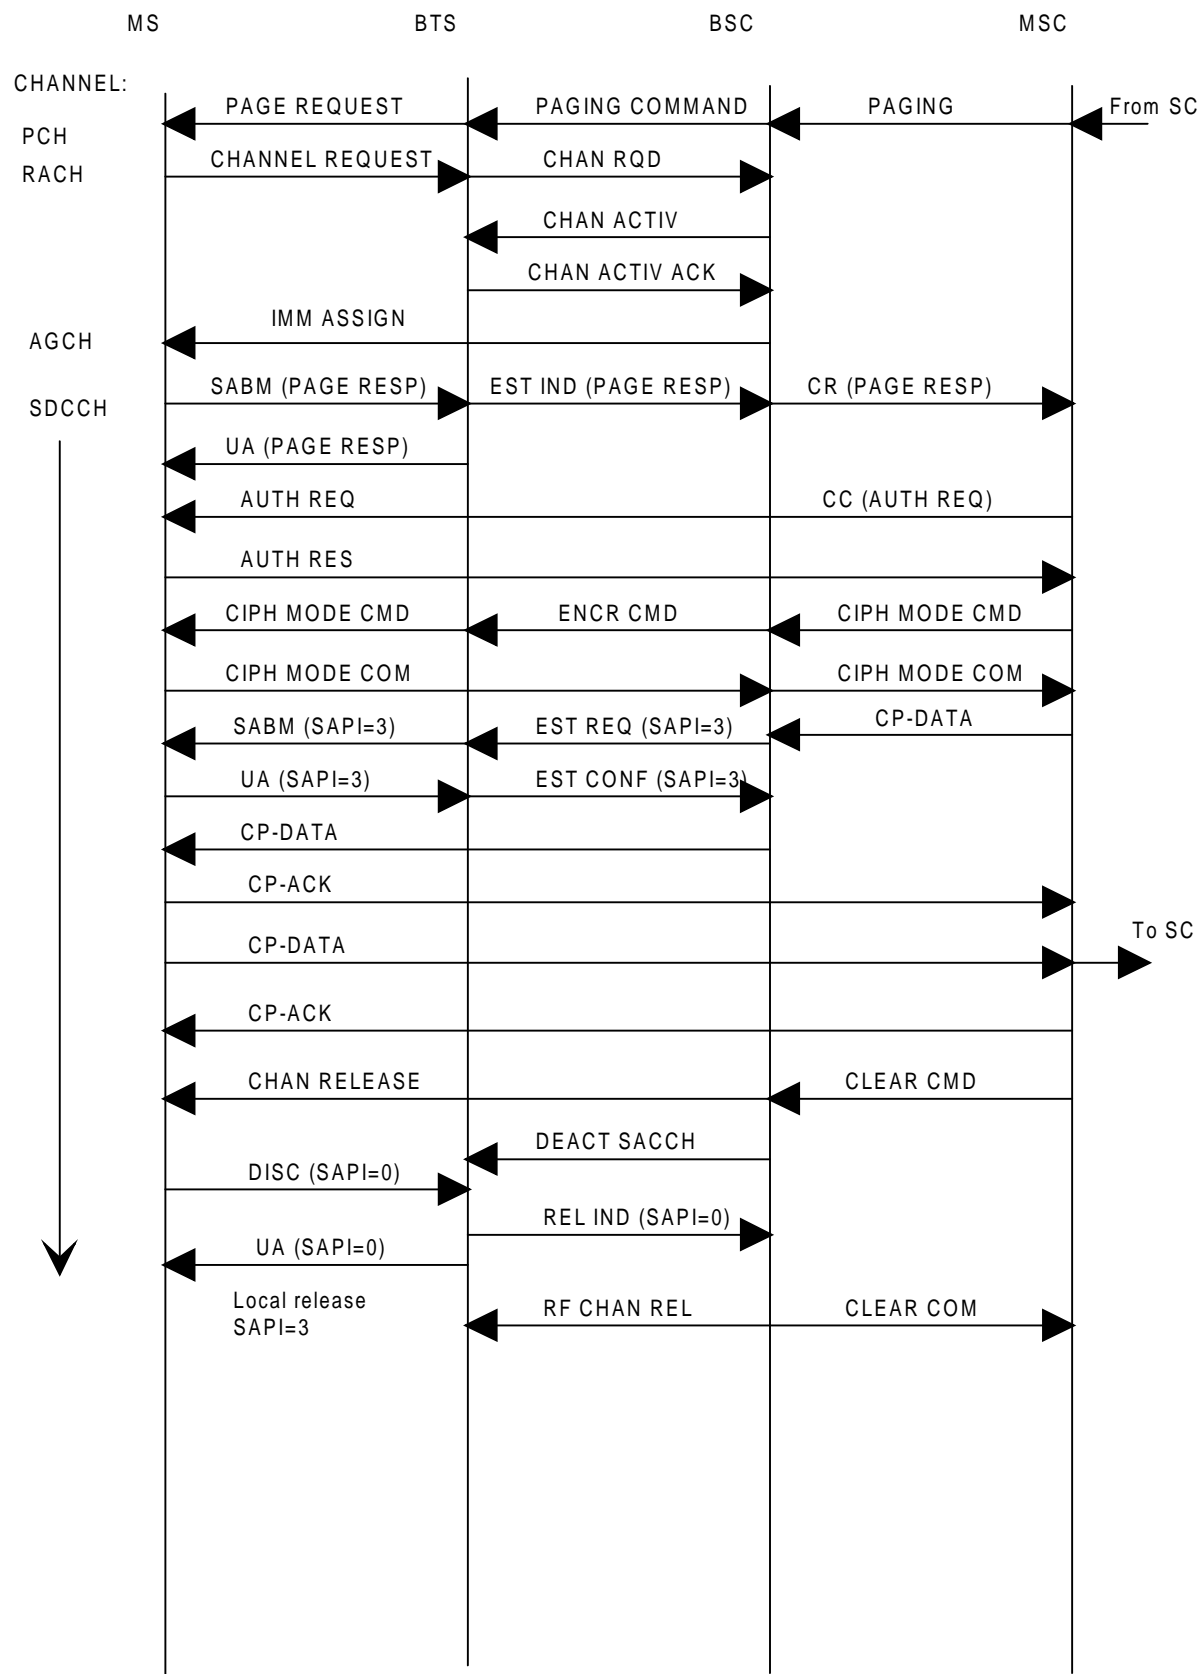 MS BTS BSC MSC
CHANNEL:
PAGE REQUEST PAGING COMMAND PAGING From SC
PCH
CHANNEL REQUEST CHAN RQD
RACH
CHAN ACTIV
CHAN ACTIV ACK
IMM ASSIGN
AGCH
SABM (PAGE RESP) EST IND (PAGE RESP) CR (PAGE RESP)
SDCCH
UA (PAGE RESP)
AUTH REQ CC (AUTH REQ)
AUTH RES
CIPH MODE CMD ENCR CMD CIPH MODE CMD
CIPH MODE COM CIPH MODE COM
CP-DATA
SABM (SAPI=3) EST REQ (SAPI=3)
UA (SAPI=3) EST CONF (SAPI=3)
CP-DATA
CP-ACK
To SC
CP-DATA
CP-ACK
CHAN RELEASE CLEAR CMD
DEACT SACCH
DISC (SAPI=0)
REL IND (SAPI=0)
UA (SAPI=0)
Local release
SAPI=3
RF CHAN REL CLEAR COM